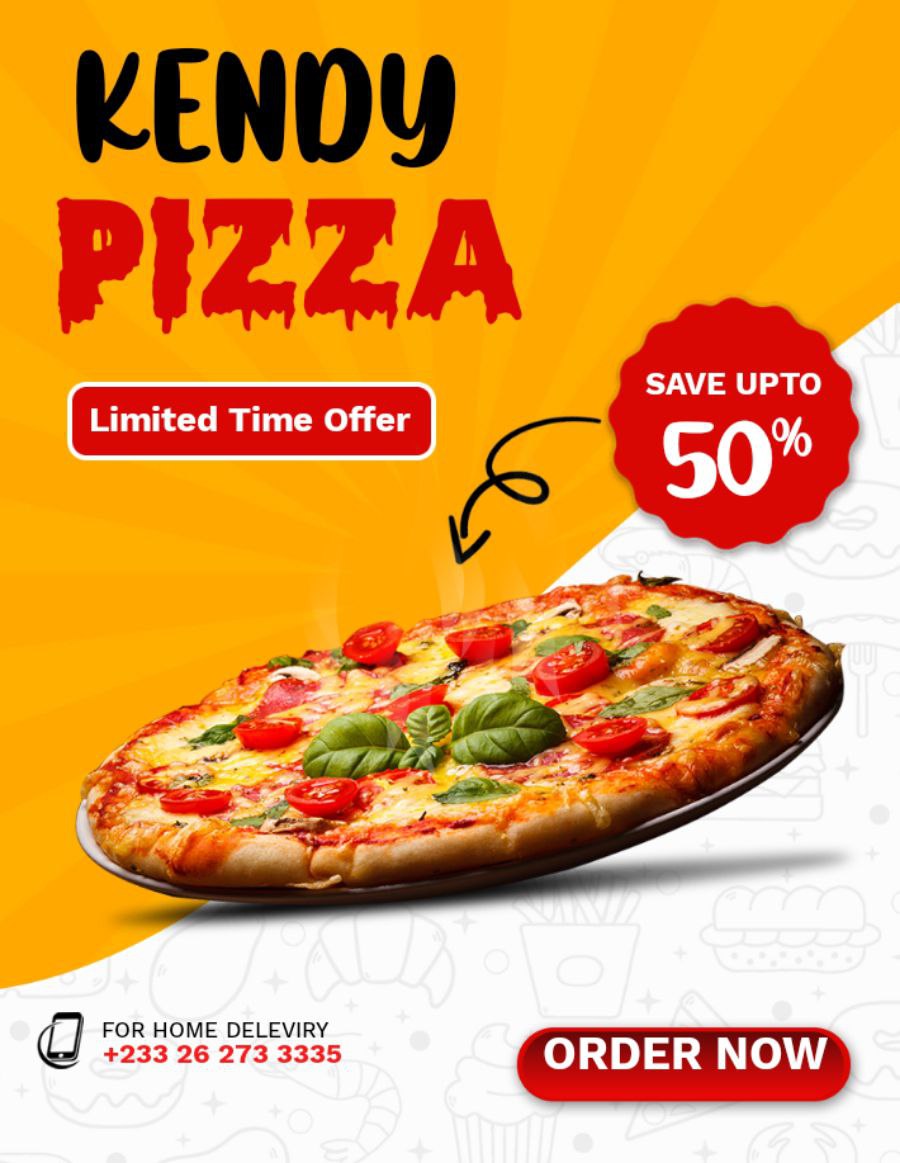 KENDY
PIZZA
Limited Time Offer
SAVE UPTO
50%
FOR HOME DELEVIRY
+233 26 273 3335
ORDER NOW